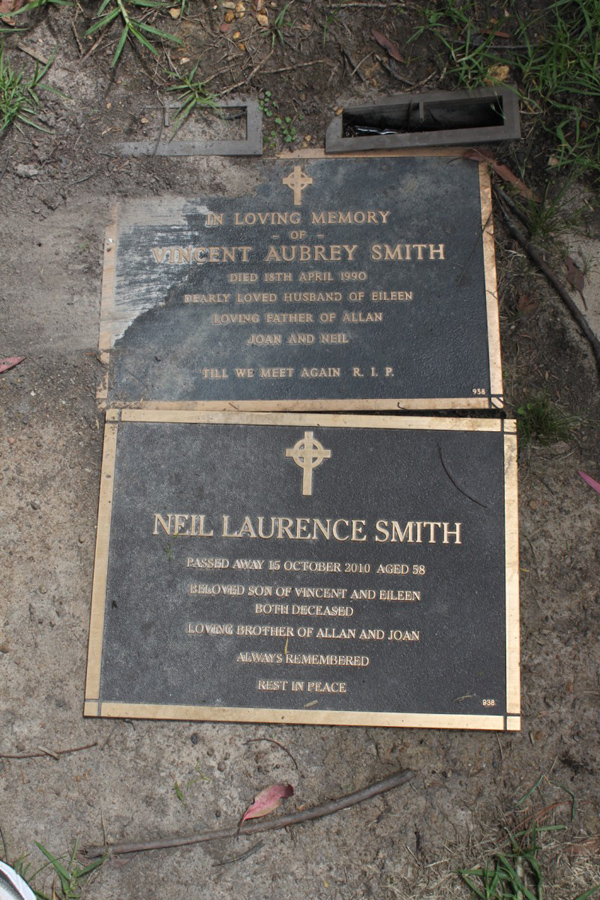 IN LOVING MEMORY
- OF -
VINCENT AUBREY SMITH
DIED 18TH APRIL 1990
DEARLY LOVED HUSBAND OF EILEEN
LOVING FATHER OF ALLAN
JOAN AND NEIL
TILL WE MEET AGAIN R. I. P.
938
NEIL LAURENCE SMITH
PASSED AWAY 15 OCTOBER 2010 AGED 58
BELOVED SON OF VINCENT AND EILEEN
BOTH DECEASED
LOVING BROTHER OF ALLAN AND JOAN
ALWAYS REMEMBERED
REST IN PEACE
938